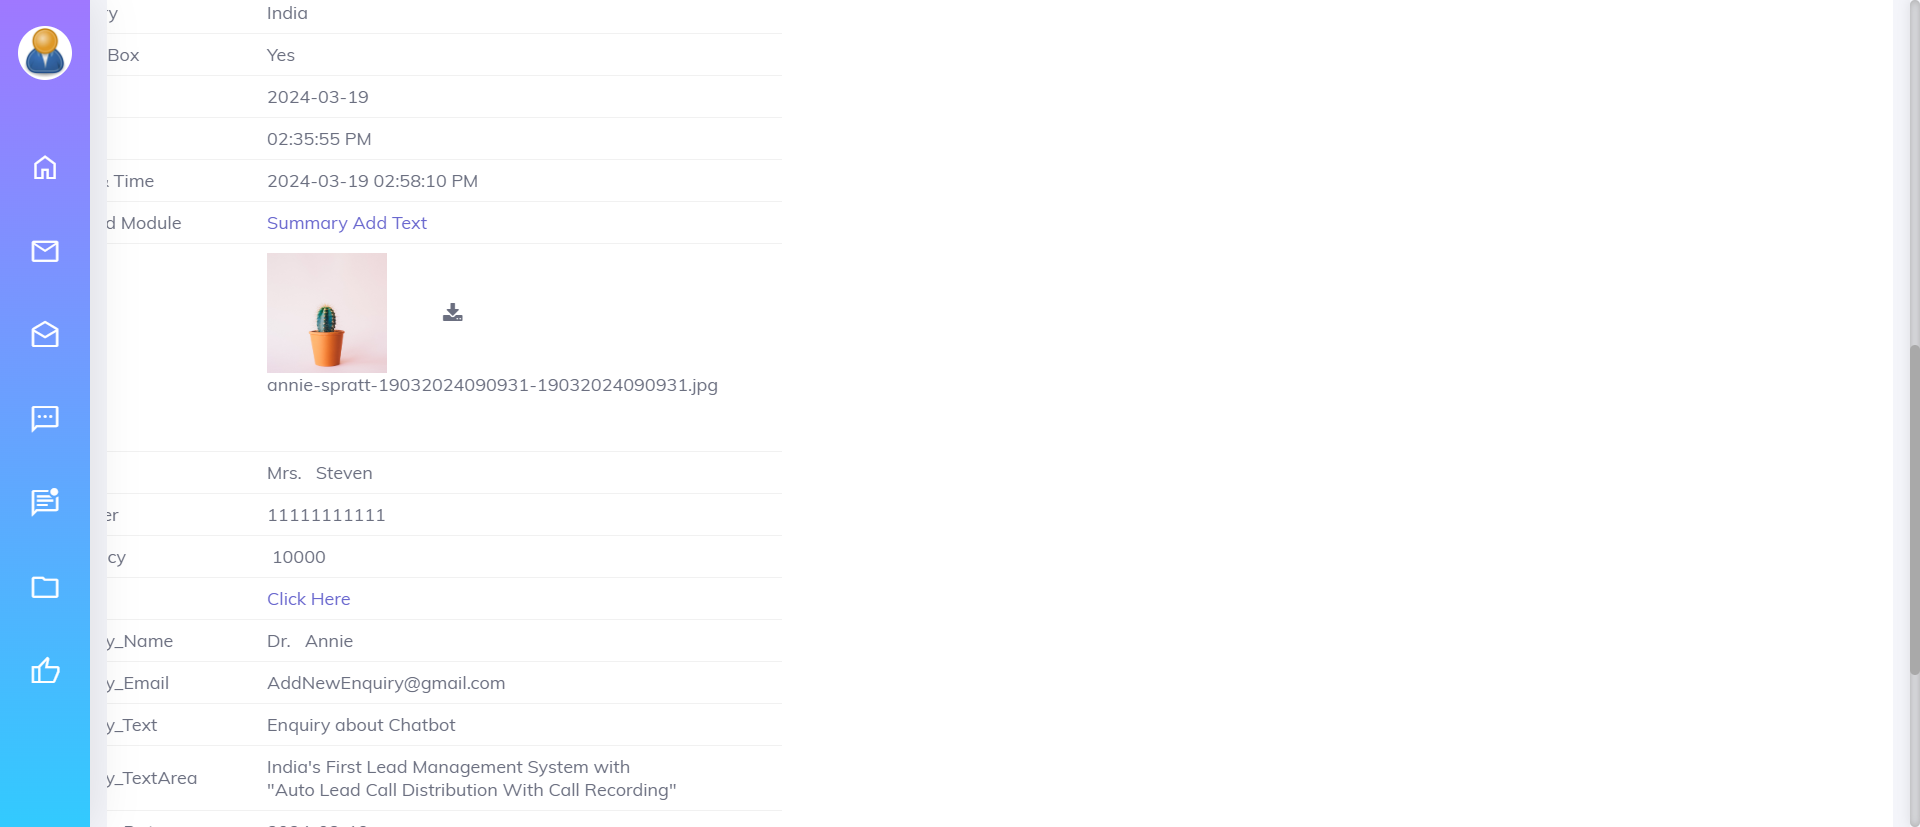 y India
Box Yes
2024-03-19
02:35:55 PM
Time 2024-03-19 02:58:10 PM
d Module Summary Add Text
annie-spratt-19032024090931-19032024090931.jpg
Mrs. Steven
er 11111111111
cy 10000
Click Here
y_Name Dr. Annie
y_Email AddNewEnquiry@gmail.com
y_Text Enquiry about Chatbot
y_TextArea India's First Lead Management System with
"Auto Lead Call Distribution With Call Recording"